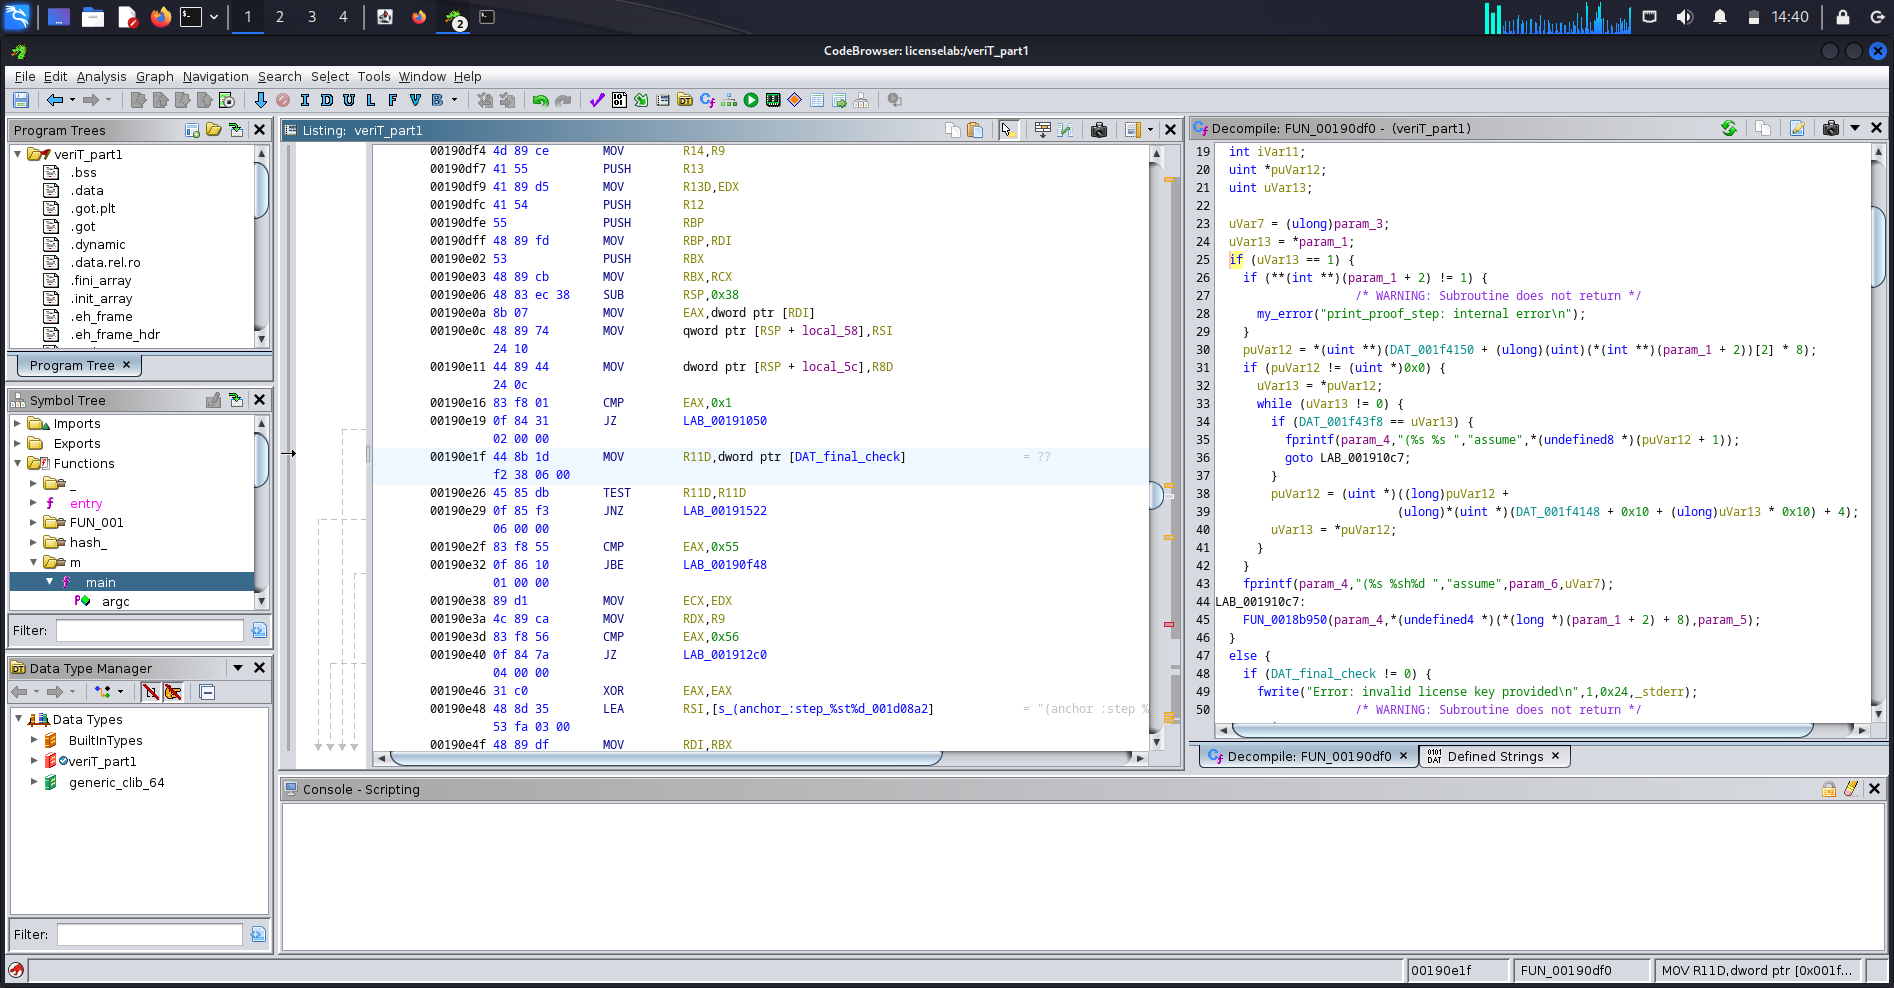 1 2 3 4 2 14:40
CodeBrowser: licenselab:/veriT_part1
File Edit Analysis Graph Navigation Search Select Tools Window Help
I D U L F V B
Program Trees
veriT_part1
.bss
.data
.got.plt
.got
.dynamic
.data.rel.ro
.fini_array
.init_array
.eh_frame
.eh_frame_hdr
Program Tree
Symbol Tree
Imports
Exports
Functions
_
entry
FUN_001
hash_
m
main
argc
Filter:
Data Type Manager
Data Types
BuiltInTypes
veriT_part1
generic_clib_64
Filter:
Listing: veriT_part1
00190df4 4d 89 ce MOV R14,R9
00190df7 41 55 PUSH R13
00190df9 41 89 d5 MOV R13D,EDX
00190dfc 41 54 PUSH R12
00190dfe 55 PUSH RBP
00190dff 48 89 fd MOV RBP,RDI
00190e02 53 PUSH RBX
00190e03 48 89 cb MOV RBX,RCX
00190e06 48 83 ec 38 SUB RSP,0x38
00190e0a 8b 07 MOV EAX,dword ptr [RDI]
00190e0c 48 89 74 MOV qword ptr [RSP + local_58],RSI
24 10
00190e11 44 89 44 MOV dword ptr [RSP + local_5c],R8D
24 0c
00190e16 83 f8 01 CMP EAX,0x1
00190e19 0f 84 31 JZ LAB_00191050
02 00 00
00190e1f 44 8b 1d MOV R11D,dword ptr [DAT_final_check] = ??
f2 38 06 00
00190e26 45 85 db TEST R11D,R11D
00190e29 0f 85 f3 JNZ LAB_00191522
06 00 00
00190e2f 83 f8 55 CMP EAX,0x55
00190e32 0f 86 10 JBE LAB_00190f48
01 00 00
00190e38 89 d1 MOV ECX,EDX
00190e3a 4c 89 ca MOV RDX,R9
00190e3d 83 f8 56 CMP EAX,0x56
00190e40 0f 84 7a JZ LAB_001912c0
04 00 00
00190e46 31 c0 XOR EAX,EAX
00190e48 48 8d 35 LEA RSI,[s_(anchor_:step_%st%d_001d08a2] = "(anchor :step %
53 fa 03 00
00190e4f 48 89 df MOV RDI,RBX
Decompile: FUN_00190df0 - (veriT_part1)
19 int iVar11;
20 uint *puVar12;
21 uint uVar13;
22
23 uVar7 = (ulong)param_3;
24 uVar13 = *param_1;
25 if (uVar13 == 1) {
26 if (**(int **)(param_1 + 2) != 1) {
27 /* WARNING: Subroutine does not return */
28 my_error("print_proof_step: internal error\n");
29 }
30 puVar12 = *(uint **)(DAT_001f4150 + (ulong)(uint)(*(int **)(param_1 + 2))[2] * 8);
31 if (puVar12 != (uint *)0x0) {
32 uVar13 = *puVar12;
33 while (uVar13 != 0) {
34 if (DAT_001f43f8 == uVar13) {
35 fprintf(param_4,"(%s %s ","assume",*(undefined8 *)(puVar12 + 1));
36 goto LAB_001910c7;
37 }
38 puVar12 = (uint *)((long)puVar12 +
39 (ulong)*(uint *)(DAT_001f4148 + 0x10 + (ulong)uVar13 * 0x10) + 4);
40 uVar13 = *puVar12;
41 }
42 }
43 fprintf(param_4,"(%s %sh%d ","assume",param_6,uVar7);
44 LAB_001910c7:
45 FUN_0018b950(param_4,*(undefined4 *)(*(long *)(param_1 + 2) + 8),param_5);
46 }
47 else {
48 if (DAT_final_check != 0) {
49 fwrite("Error: invalid license key provided\n",1,0x24,_stderr);
50 /* WARNING: Subroutine does not return */
Decompile: FUN_00190df0 Defined Strings
Console - Scripting
00190e1f FUN_00190df0 MOV R11D,dword ptr [0x001f...